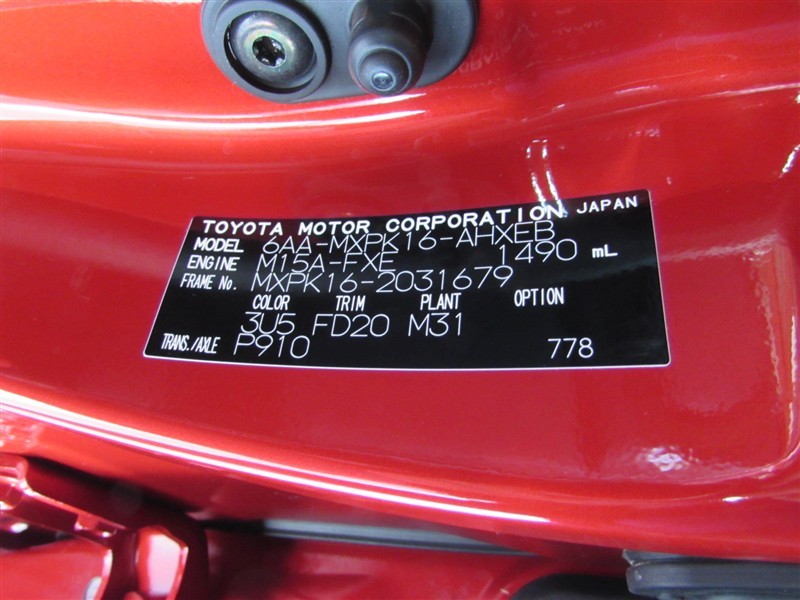 TOYOTA MOTOR CORPORATION JAPAN
MODEL 6AA-MXPK16-AHXEB
ENGINE M15A-FXE 1490 mL
FRAME No. MXPK16-2031679
COLOR TRIM PLANT OPTION
3U5 FD20 M31
TRANS./AXLE P910 778